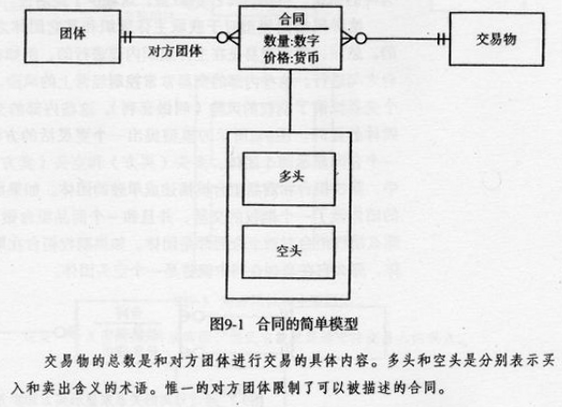 团体
对方团体
合同
数量:数字
价格:货币
交易物
多头
空头
图9-1 合同的简单模型
交易物的总数是和对方团体进行交易的具体内容。多头和空头是分别表示买
入和卖出含义的术语。惟一的对方团体限制了可以被描述的合同。